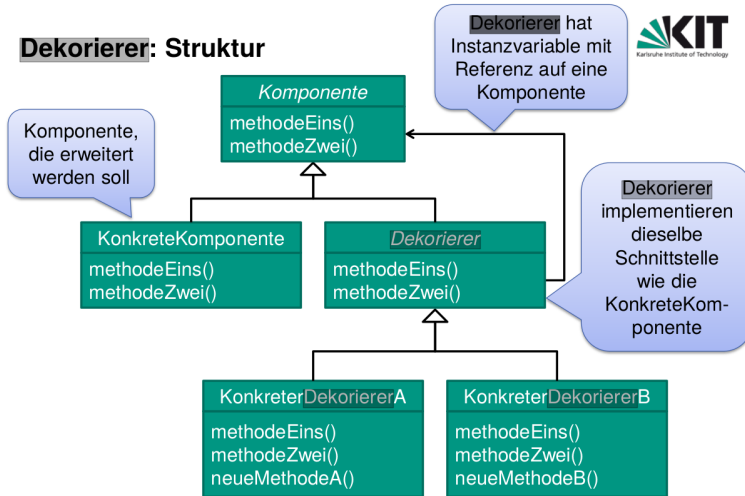 Dekorierer: Struktur
Dekorierer hat
Instanzvariable mit
Referenz auf eine
Komponente
KIT
Karlsruhe Institute of Technology
Komponente
methodeEins()
methodeZwei()
Komponente,
die erweitert
werden soll
KonkreteKomponente
methodeEins()
methodeZwei()
Dekorierer
methodeEins()
methodeZwei()
Dekorierer
implementieren
dieselbe
Schnittstelle
wie die
KonkreteKom-
ponente
KonkreterDekoriererA
methodeEins()
methodeZwei()
neueMethodeA()
KonkreterDekoriererB
methodeEins()
methodeZwei()
neueMethodeB()